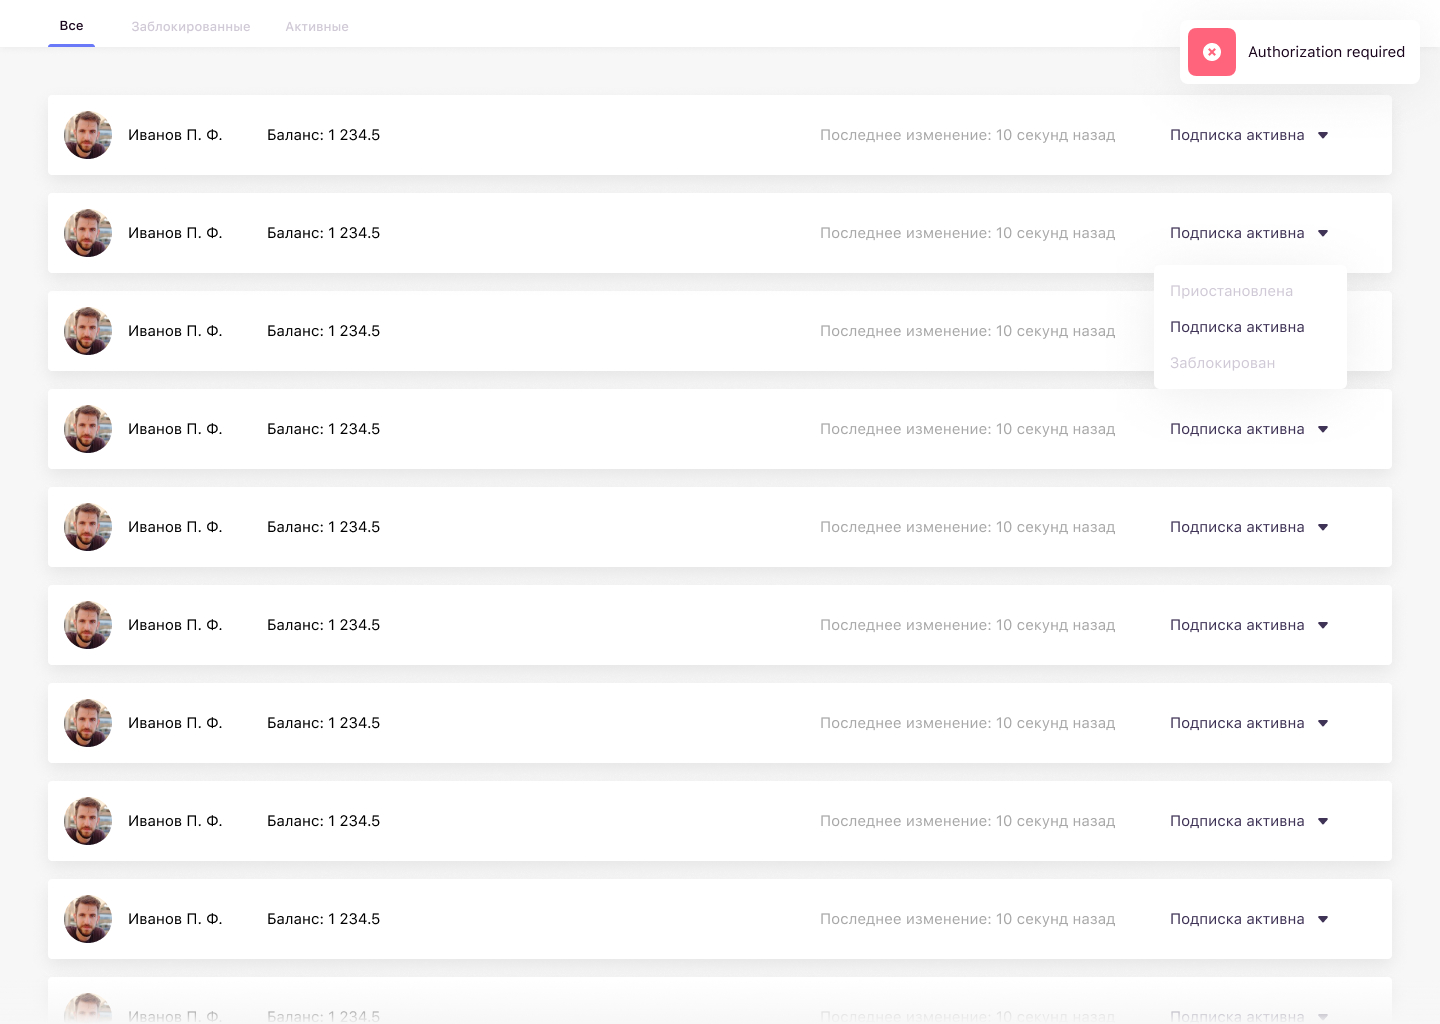 Все
Заблокированные
Активные
Authorization required
Иванов П. Ф.
Баланс: 1 234.5
Последнее изменение: 10 секунд назад
Подписка активна
Иванов П. Ф.
Баланс: 1 234.5
Последнее изменение: 10 секунд назад
Подписка активна
Приостановлена
Подписка активна
Заблокирован
Иванов П. Ф.
Баланс: 1 234.5
Последнее изменение: 10 секунд назад
Иванов П. Ф.
Баланс: 1 234.5
Последнее изменение: 10 секунд назад
Подписка активна
Иванов П. Ф.
Баланс: 1 234.5
Последнее изменение: 10 секунд назад
Подписка активна
Иванов П. Ф.
Баланс: 1 234.5
Последнее изменение: 10 секунд назад
Подписка активна
Иванов П. Ф.
Баланс: 1 234.5
Последнее изменение: 10 секунд назад
Подписка активна
Иванов П. Ф.
Баланс: 1 234.5
Последнее изменение: 10 секунд назад
Подписка активна
Иванов П. Ф.
Баланс: 1 234.5
Последнее изменение: 10 секунд назад
Подписка активна
Иванов П. Ф.
Баланс: 1 234.5
Последнее изменение: 10 секунд назад
Подписка активна